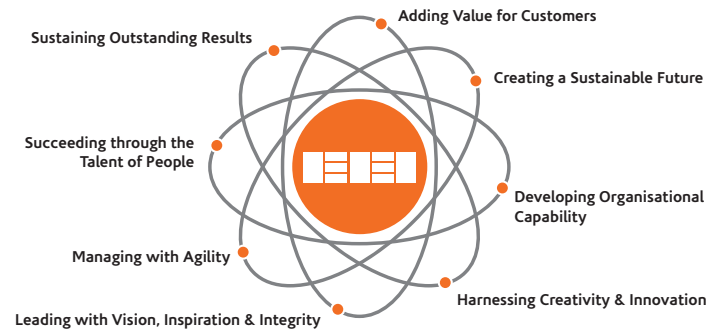 Adding Value for Customers
Sustaining Outstanding Results
Creating a Sustainable Future
Succeeding through the
Talent of People
Developing Organisational
Capability
Managing with Agility
Harnessing Creativity & Innovation
Leading with Vision, Inspiration & Integrity